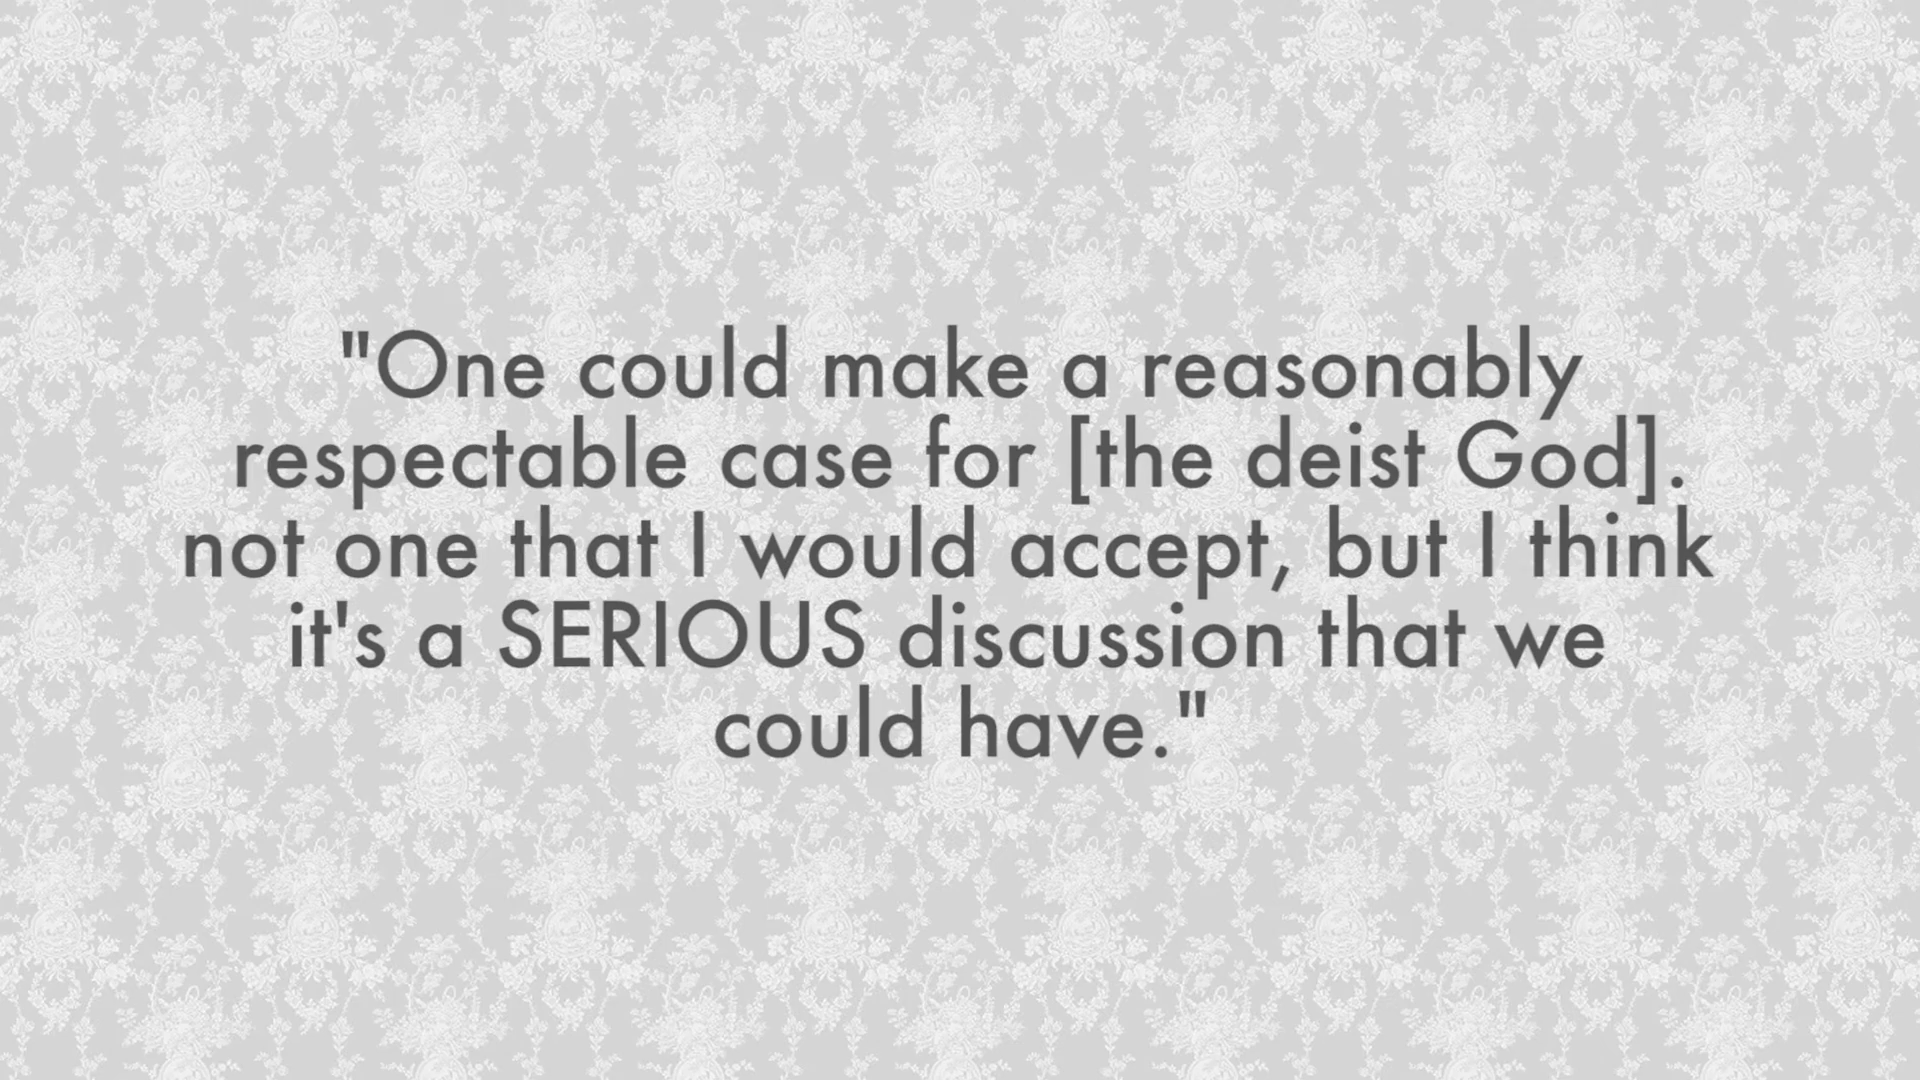 "One could make a reasonably
respectable case for [the deist God].
not one that I would accept, but I think
it's a SERIOUS discussion that we
could have."